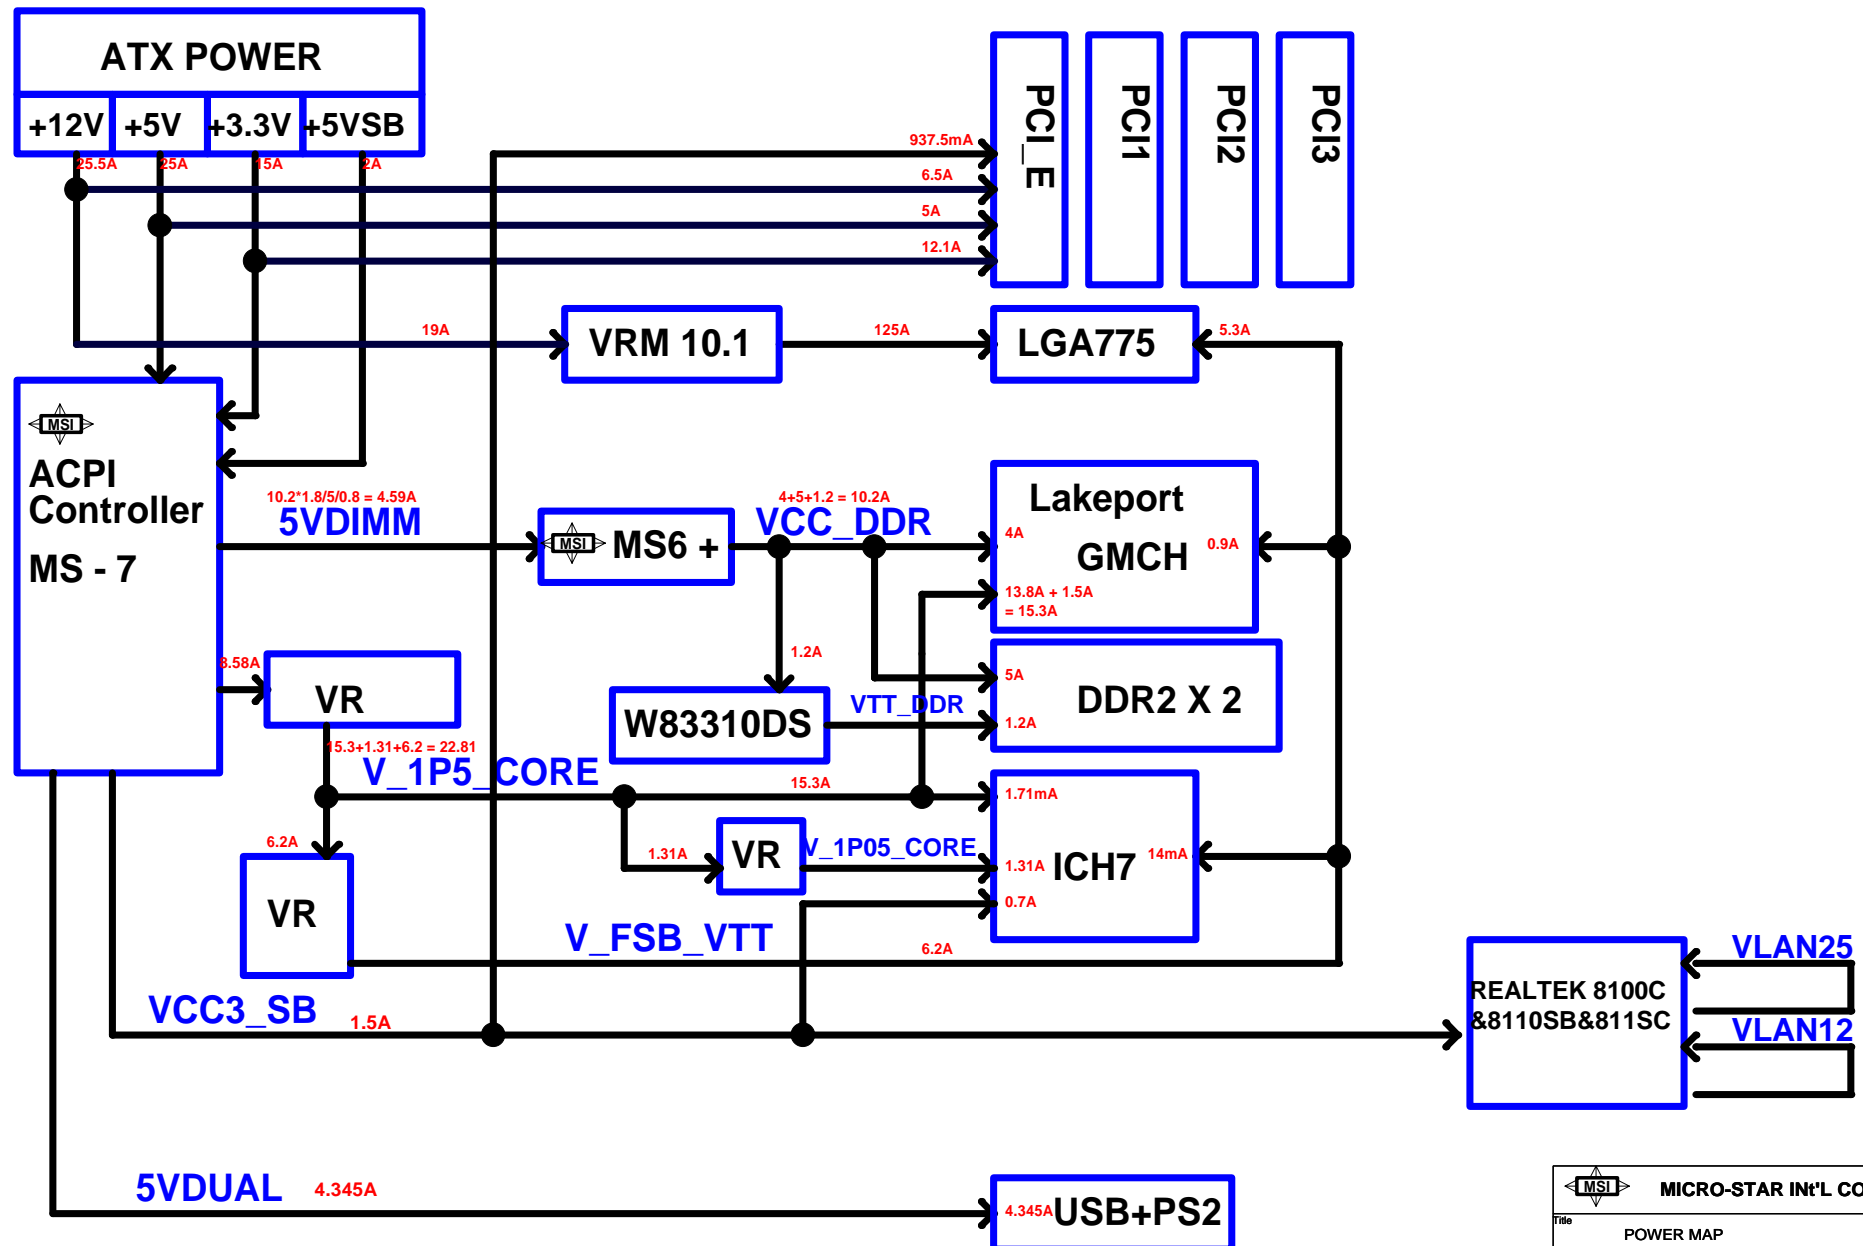 ATX POWER
+12V
+5V
+3.3V
+5VSB
25.5A
25A
15A
2A
PCI_E
PCI1
PCI2
PCI3
937.5mA
6.5A
5A
12.1A
19A
VRM 10.1
125A
LGA775
5.3A
MSI
ACPI
Controller
MS - 7
10.2*1.8/5/0.8 = 4.59A
5VDIMM
MSI
MS6 +
4+5+1.2 = 10.2A
VCC_DDR
Lakeport
GMCH
4A
0.9A
13.8A + 1.5A
= 15.3A
1.2A
8.58A
VR
W83310DS
VTT_DDR
5A
1.2A
DDR2 X 2
15.3+1.31+6.2 = 22.81
V_1P5_CORE
15.3A
1.71mA
6.2A
VR
1.31A
VR
V_1P05_CORE
1.31A
ICH7
14mA
0.7A
V_FSB_VTT
6.2A
VCC3_SB
1.5A
REALTEK 8100C
&8110SB&811SC
VLAN25
VLAN12
5VDUAL
4.345A
4.345A
USB+PS2
MSI
MICRO-STAR INt'L CO
Title
POWER MAP